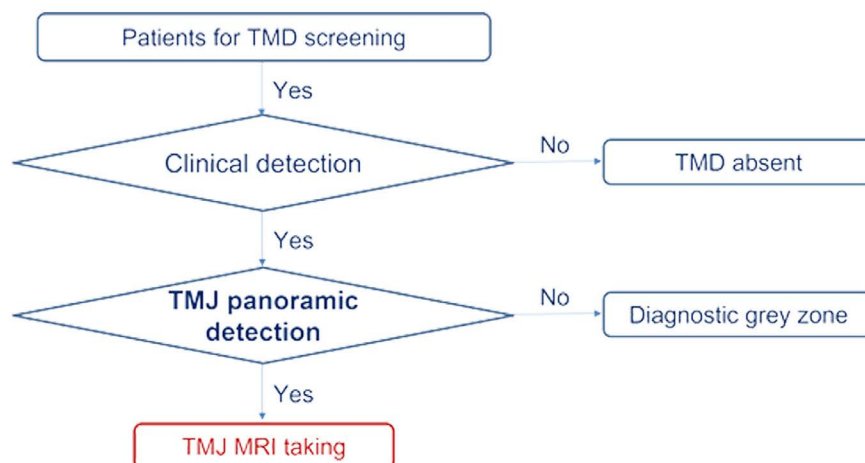 Patients for TMD screening
Yes
Clinical detection
No
TMD absent
Yes
TMJ panoramic
detection
No
Diagnostic grey zone
Yes
TMJ MRI taking